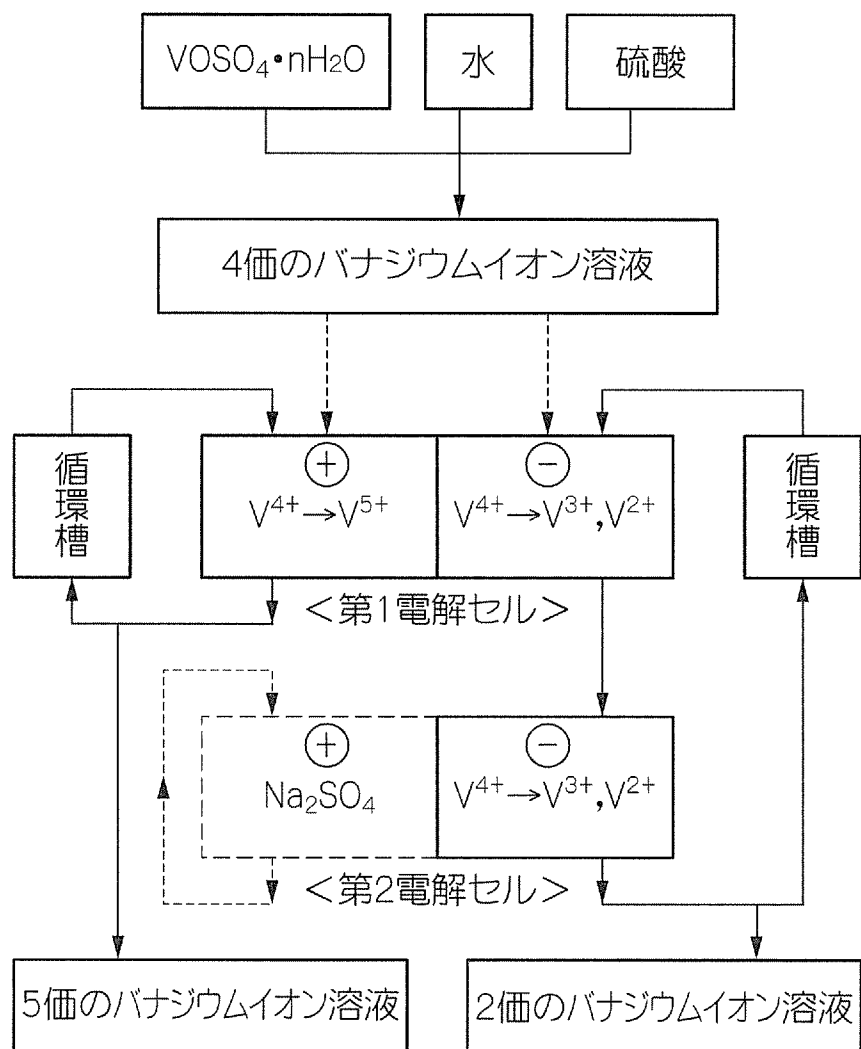 VOSO₄・nH₂O
水
硫酸
4価のバナジウムイオン溶液
循環槽
+
V⁴⁺→V⁵⁺
−
V⁴⁺→V³⁺,V²⁺
循環槽
＜第1電解セル＞
+
Na₂SO₄
−
V⁴⁺→V³⁺,V²⁺
＜第2電解セル＞
5価のバナジウムイオン溶液
2価のバナジウムイオン溶液